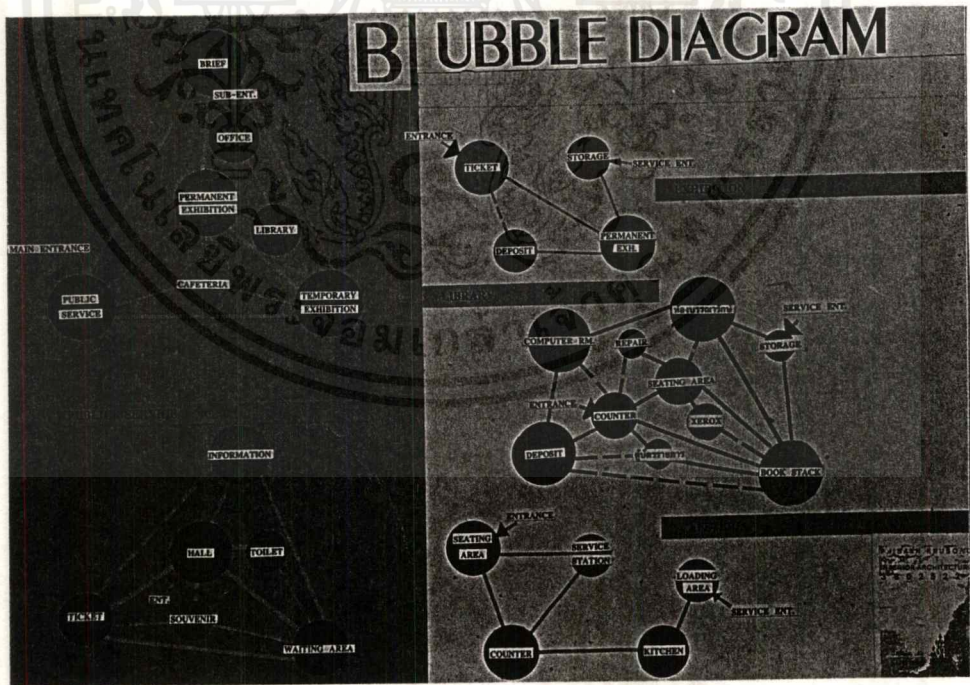 BUBBLE DIAGRAM
BRIEF
SUB-ENT.
OFFICE
PERMANENT
EXHIBITION
LIBRARY
MAIN ENTRANCE
CAFETERIA
PUBLIC
SERVICE
TEMPORARY
EXHIBITION
INFORMATION
HALL
TOILET
ENT.
TICKET
SOUVENIR
WAITING AREA
ENTRANCE
TICKET
STORAGE
SERVICE ENT.
DEPOSIT
PERMANENT
EXH.
LIBRARY
SERVICE ENT.
COMPUTER RM.
REPAIR
STORAGE
SEATING AREA
ENTRANCE
COUNTER
XEROX
DEPOSIT
BOOK STACK
ENTRANCE
SEATING
AREA
SERVICE
STATION
LOADING
AREA
SERVICE ENT.
COUNTER
KITCHEN